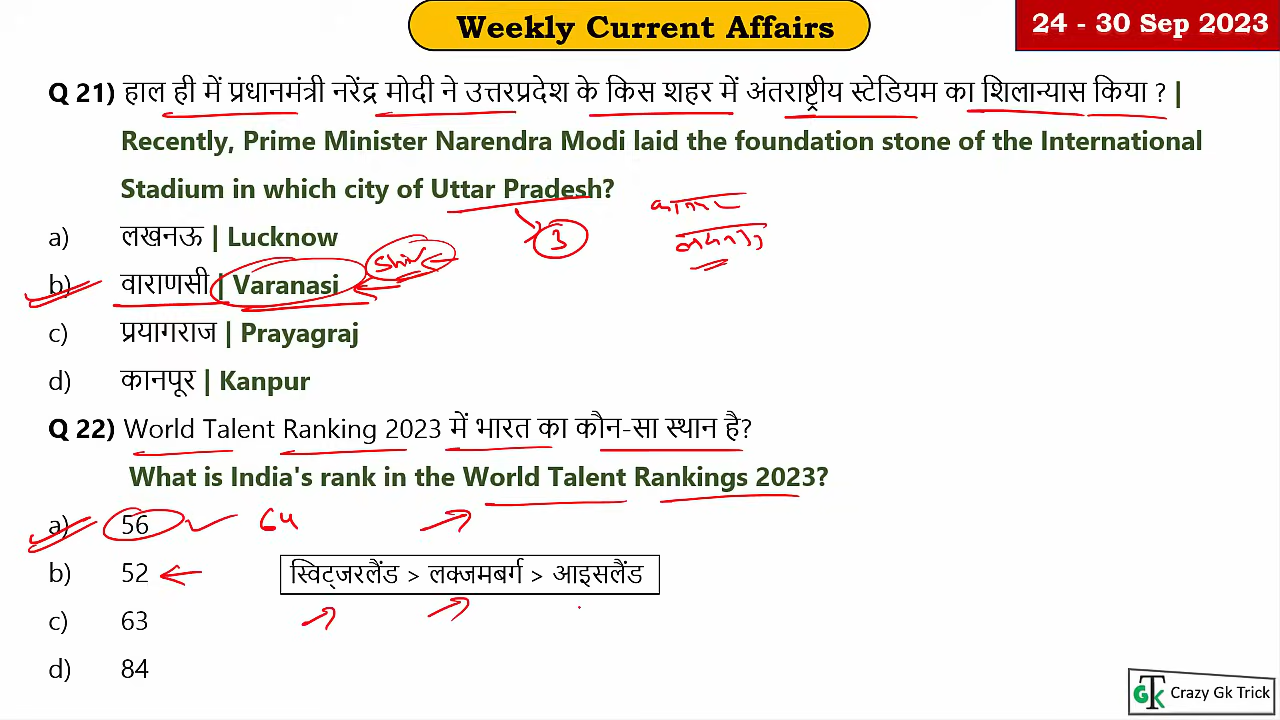 Weekly Current Affairs
24 - 30 Sep 2023
Q 21) हाल ही में प्रधानमंत्री नरेंद्र मोदी ने उत्तरप्रदेश के किस शहर में अंतराष्ट्रीय स्टेडियम का शिलान्यास किया ? |
Recently, Prime Minister Narendra Modi laid the foundation stone of the International
Stadium in which city of Uttar Pradesh?
3
a) लखनऊ | Lucknow
b) वाराणसी | Varanasi
c) प्रयागराज | Prayagraj
d) कानपूर | Kanpur
Q 22) World Talent Ranking 2023 में भारत का कौन-सा स्थान है?
What is India's rank in the World Talent Rankings 2023?
a) 56 64
b) 52
स्विट्जरलैंड > लक्जमबर्ग > आइसलैंड
c) 63
d) 84
GTK Crazy Gk Trick